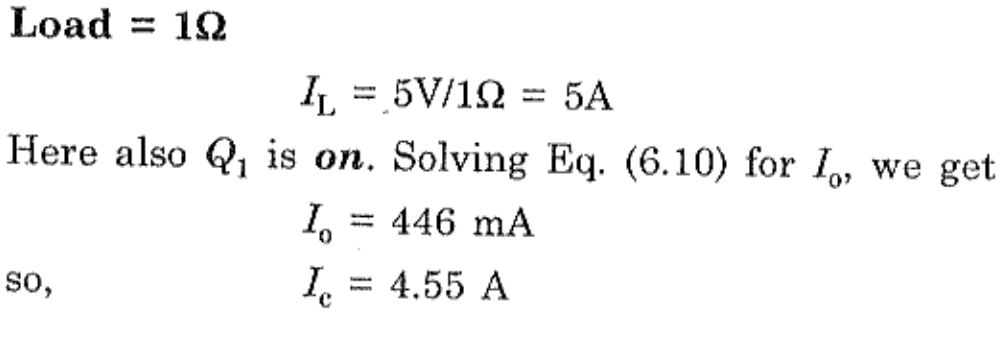 Load = 1Ω
I_L = 5V/1Ω = 5A
Here also Q₁ is on. Solving Eq. (6.10) for I_o, we get
I_o = 446 mA
so, I_c = 4.55 A